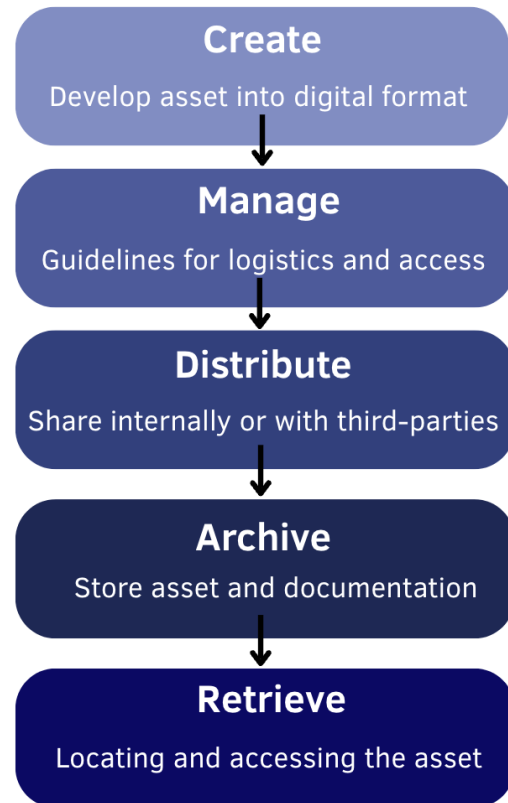 Create
Develop asset into digital format
Manage
Guidelines for logistics and access
Distribute
Share internally or with third-parties
Archive
Store asset and documentation
Retrieve
Locating and accessing the asset